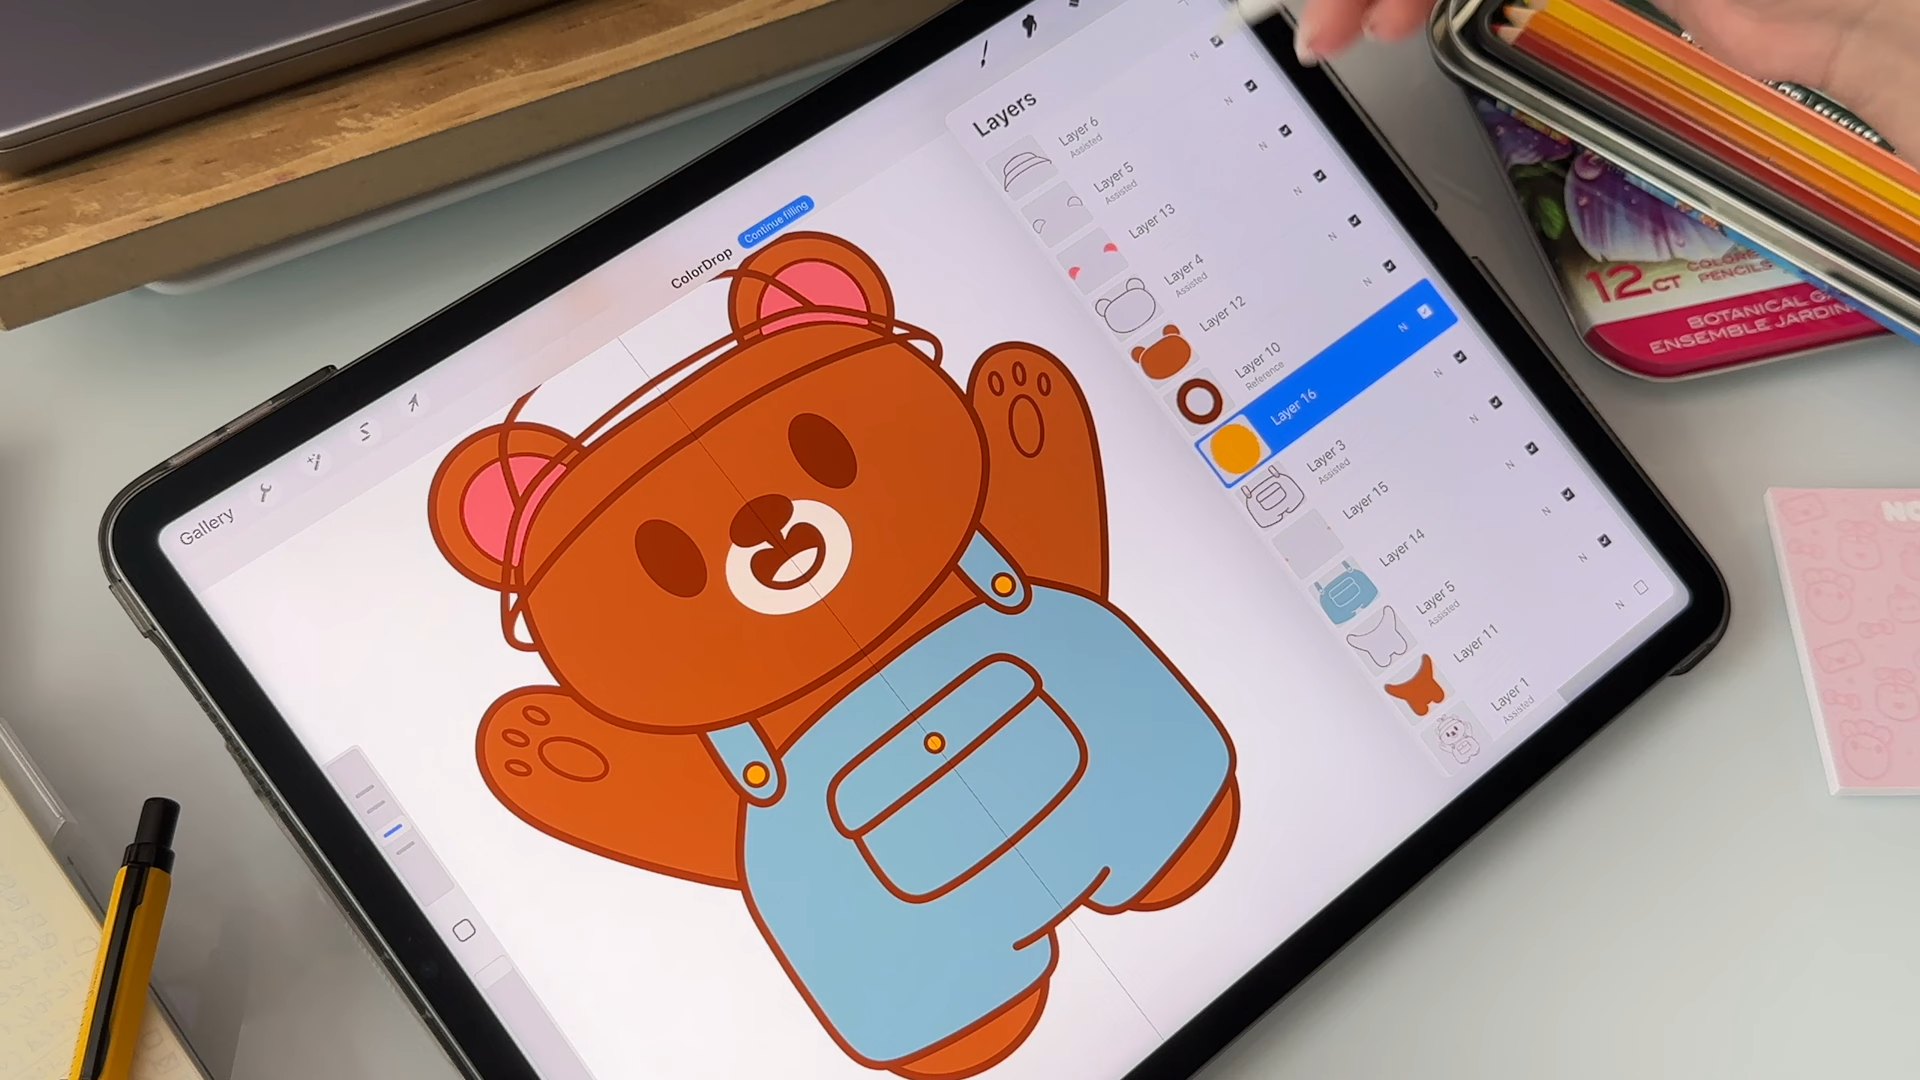 Gallery
ColorDrop
Continue filling
Layers
Layer 6
Assisted
N
Layer 5
Assisted
N
Layer 13
N
Layer 4
Assisted
N
Layer 12
N
Layer 10
Reference
N
Layer 16
N
Layer 3
Assisted
N
Layer 15
N
Layer 14
N
Layer 5
Assisted
N
Layer 11
N
Layer 1
Assisted
N
12CT
PENCILS
BOTANICAL
ENSEMBLE JARDIN